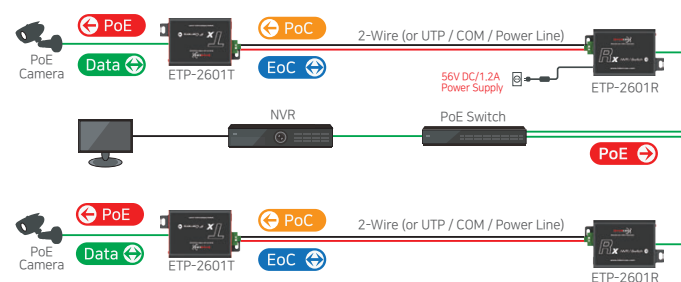 PoE
PoC
2-Wire (or UTP / COM / Power Line)
PoE
Camera
Data
EoC
ETP-2601T
56V DC/1.2A
Power Supply
Rx
ETP-2601R
NVR
PoE Switch
PoE
PoE
PoC
2-Wire (or UTP / COM / Power Line)
PoE
Camera
Data
EoC
ETP-2601T
Rx
ETP-2601R